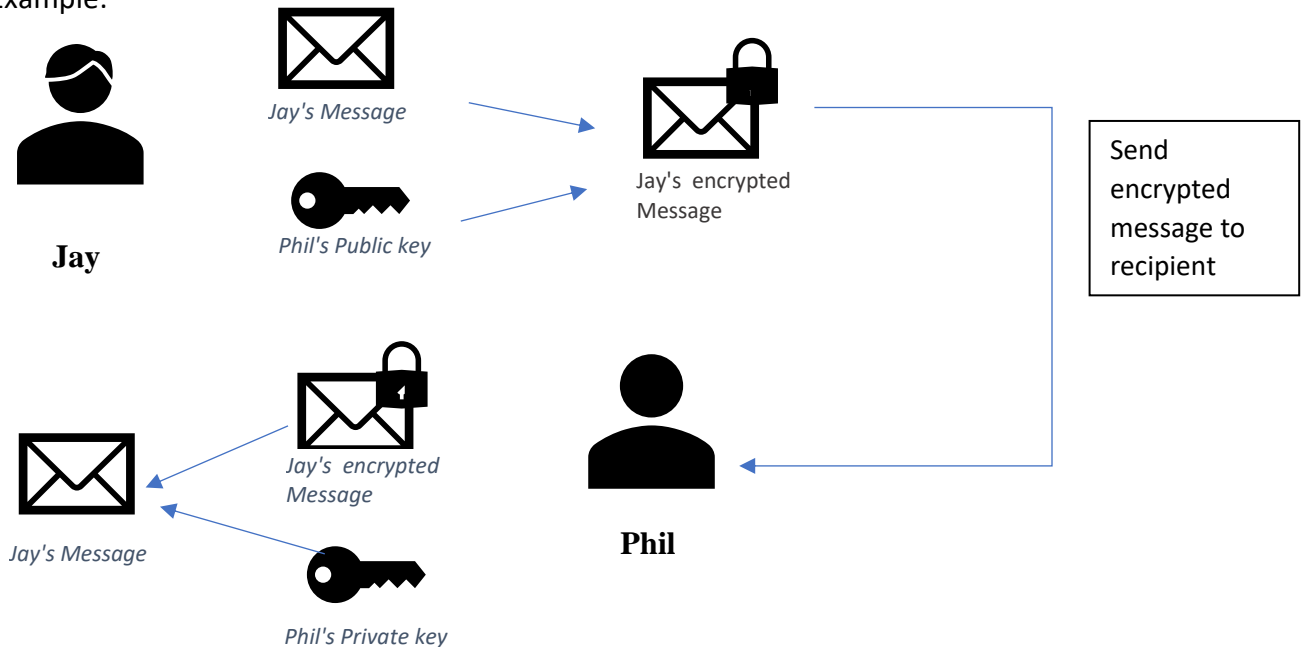 Example:
Jay's Message
Phil's Public key
Jay
Jay's encrypted
Message
Send
encrypted
message to
recipient
Jay's encrypted
Message
Jay's Message
Phil's Private key
Phil